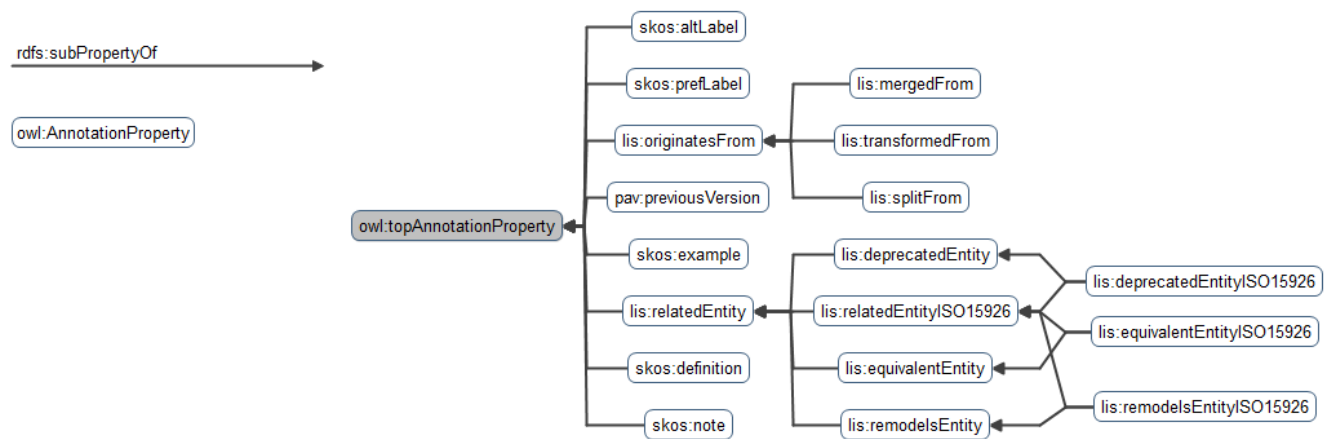 rdfs:subPropertyOf
owl:AnnotationProperty
owl:topAnnotationProperty
skos:altLabel
skos:prefLabel
lis:originatesFrom
pav:previousVersion
skos:example
lis:relatedEntity
skos:definition
skos:note
lis:mergedFrom
lis:transformedFrom
lis:splitFrom
lis:deprecatedEntity
lis:relatedEntityISO15926
lis:equivalentEntity
lis:remodelsEntity
lis:deprecatedEntityISO15926
lis:equivalentEntityISO15926
lis:remodelsEntityISO15926